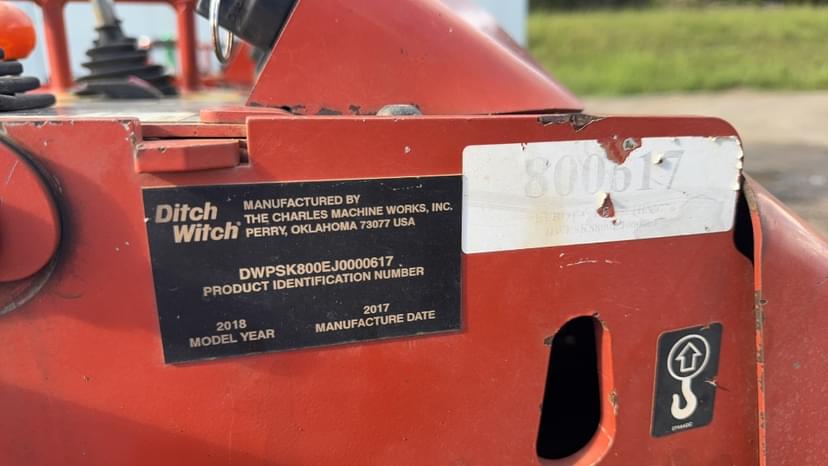 Ditch
Witch
MANUFACTURED BY
THE CHARLES MACHINE WORKS, INC.
PERRY, OKLAHOMA 73077 USA
DWPSK800EJ0000617
PRODUCT IDENTIFICATION NUMBER
2018
MODEL YEAR
2017
MANUFACTURE DATE
800617